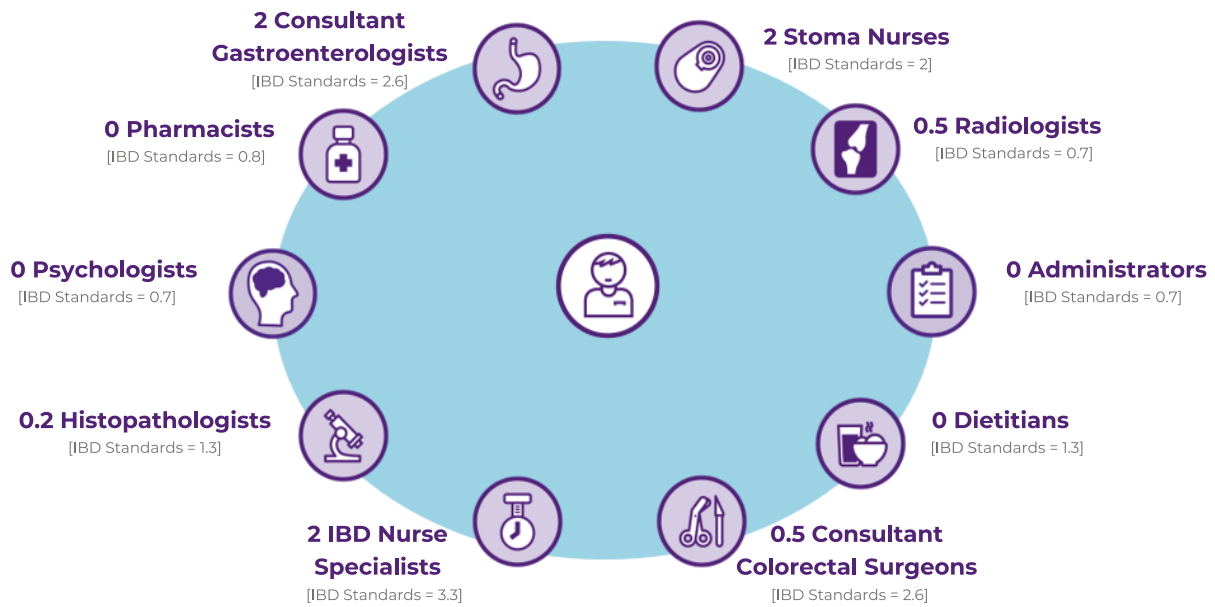 2 Consultant
Gastroenterologists
[IBD Standards = 2.6]
2 Stoma Nurses
[IBD Standards = 2]
0 Pharmacists
[IBD Standards = 0.8]
0.5 Radiologists
[IBD Standards = 0.7]
0 Psychologists
[IBD Standards = 0.7]
0 Administrators
[IBD Standards = 0.7]
0.2 Histopathologists
[IBD Standards = 1.3]
0 Dietitians
[IBD Standards = 1.3]
2 IBD Nurse
Specialists
[IBD Standards = 3.3]
0.5 Consultant
Colorectal Surgeons
[IBD Standards = 2.6]